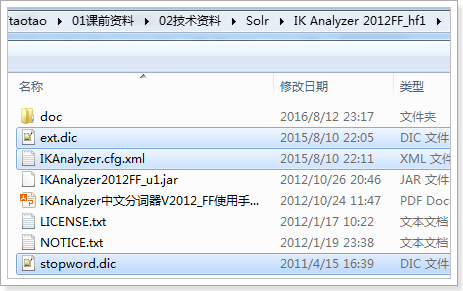 taotao ▸ 01课前资料 ▸ 02技术资料 ▸ Solr ▸ IK Analyzer 2012FF_hf1 ▸
名称 修改日期 类型
doc 2016/8/12 23:17 文件夹
ext.dic 2015/8/10 22:05 DIC 文件
IKAnalyzer.cfg.xml 2015/8/10 22:11 XML 文件
IKAnalyzer2012FF_u1.jar 2012/10/26 20:46 JAR 文件
IKAnalyzer中文分词器V2012_FF使用手... 2012/10/24 11:47 PDF Doc
LICENSE.txt 2012/1/17 10:22 文本文档
NOTICE.txt 2012/1/19 23:38 文本文档
stopword.dic 2011/4/15 16:39 DIC 文件